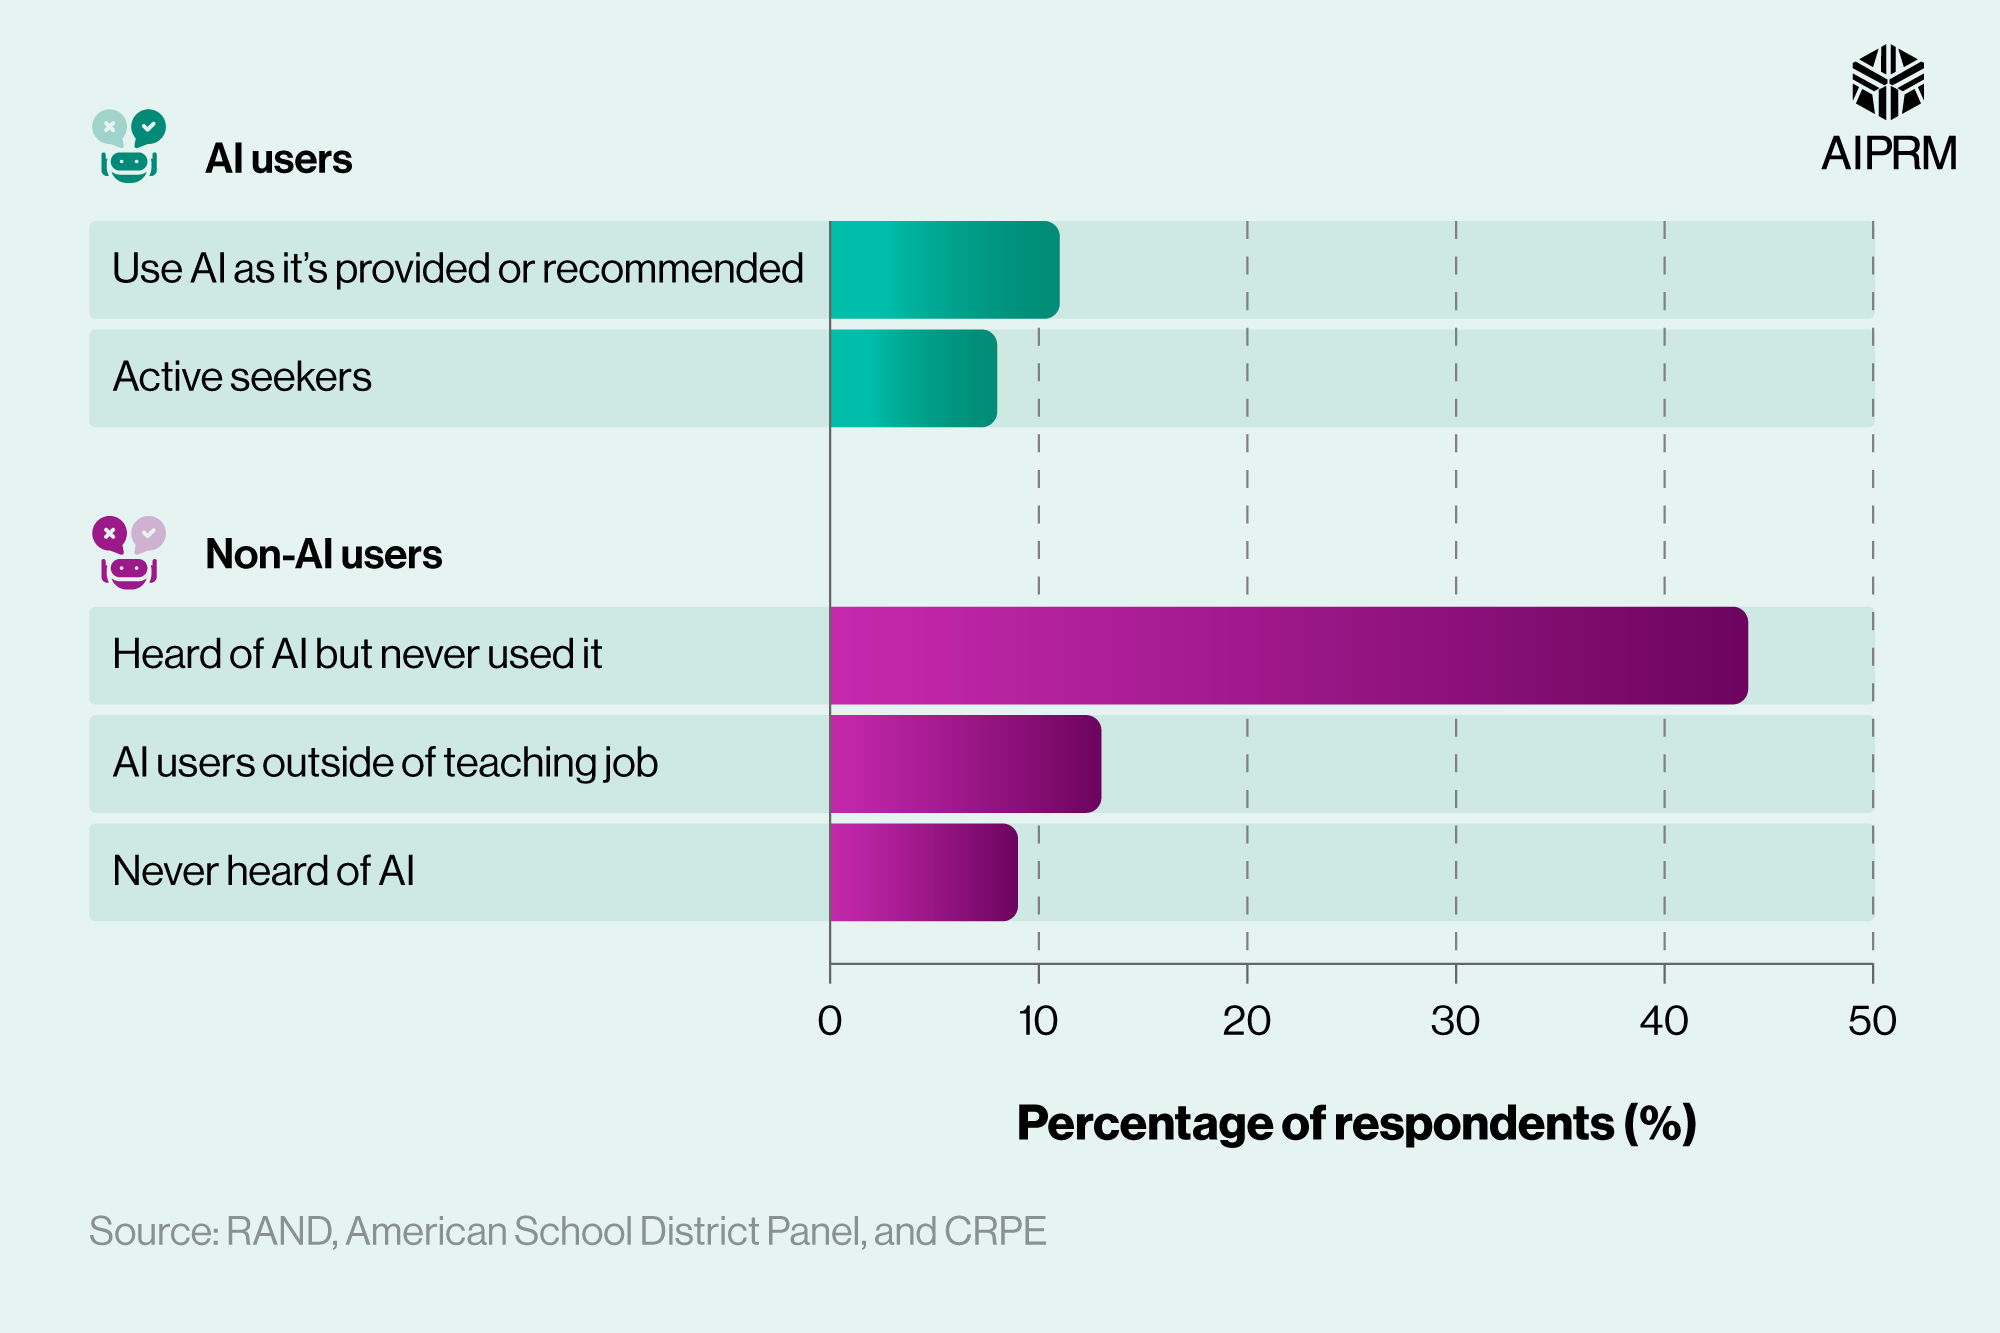 AIPRM
AI users
Use AI as it’s provided or recommended
Active seekers
Non-AI users
Heard of AI but never used it
AI users outside of teaching job
Never heard of AI
0 10 20 30 40 50
Percentage of respondents (%)
Source: RAND, American School District Panel, and CRPE